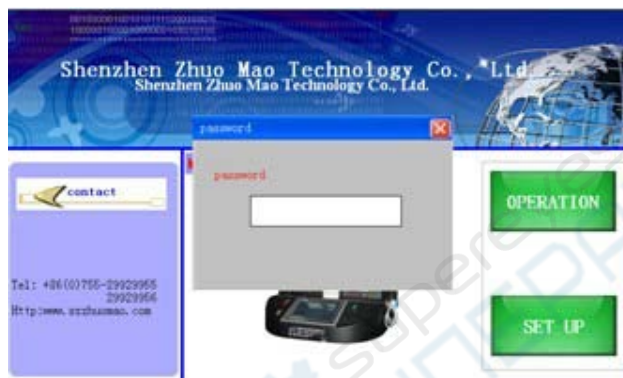 Shenzhen Zhuo Mao Technology Co., Ltd.
Shenzhen Zhuo Mao Technology Co., Ltd.
password
password
contact
OPERATION
Tel: +86(0)755-29929955
29929956
Http:www.szzhuomao.com
SET UP